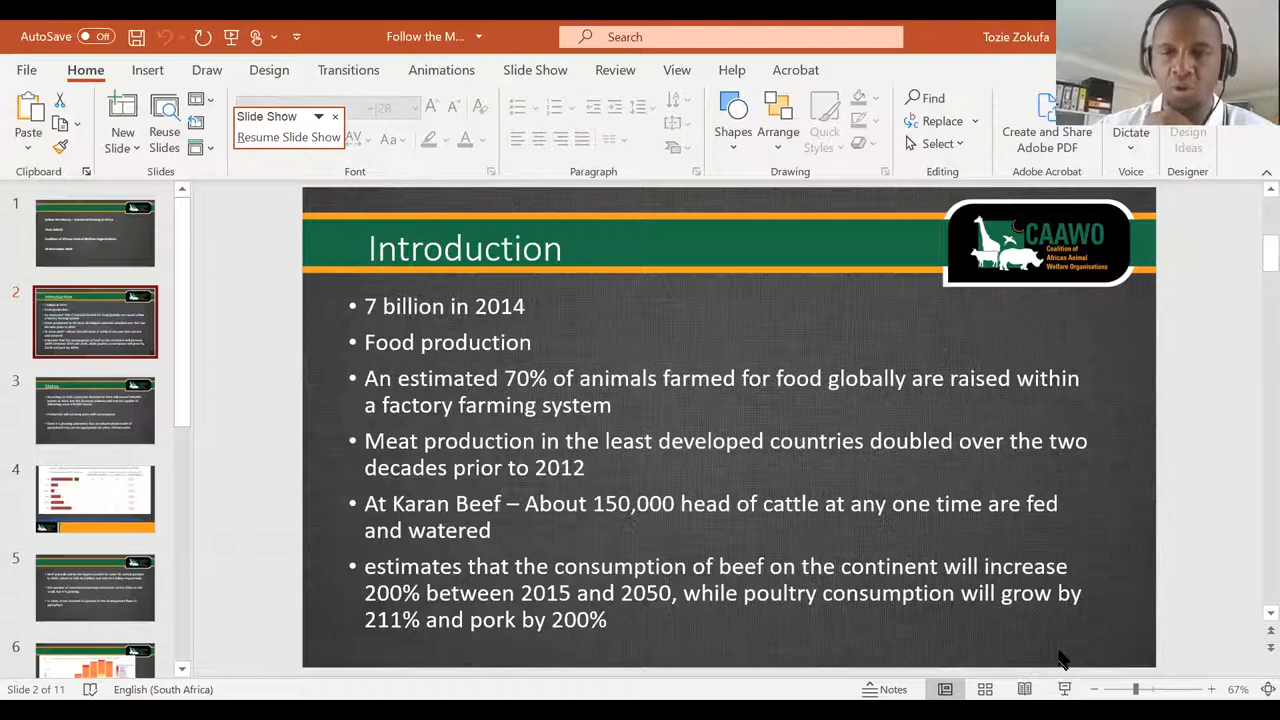 AutoSave Off Follow the M... Search Tozie Zokufa
File Home Insert Draw Design Transitions Animations Slide Show Review View Help Acrobat
Paste
Clipboard
New
Slide
Reuse
Slides
Slides
Slide Show
Resume Slide Show
28
Aa
Font
Paragraph
Shapes
Arrange
Quick
Styles
Drawing
Find
Replace
Select
Editing
Create and Share
Adobe PDF
Adobe Acrobat
Dictate
Voice
Design
Ideas
Designer
1
2
3
4
5
6
Introduction
CAAWO
Coalition of
African Animal
Welfare Organisations
• 7 billion in 2014
• Food production
• An estimated 70% of animals farmed for food globally are raised within
a factory farming system
• Meat production in the least developed countries doubled over the two
decades prior to 2012
• At Karan Beef – About 150,000 head of cattle at any one time are fed
and watered
• estimates that the consumption of beef on the continent will increase
200% between 2015 and 2050, while poultry consumption will grow by
211% and pork by 200%
Slide 2 of 11 English (South Africa) Notes 67%